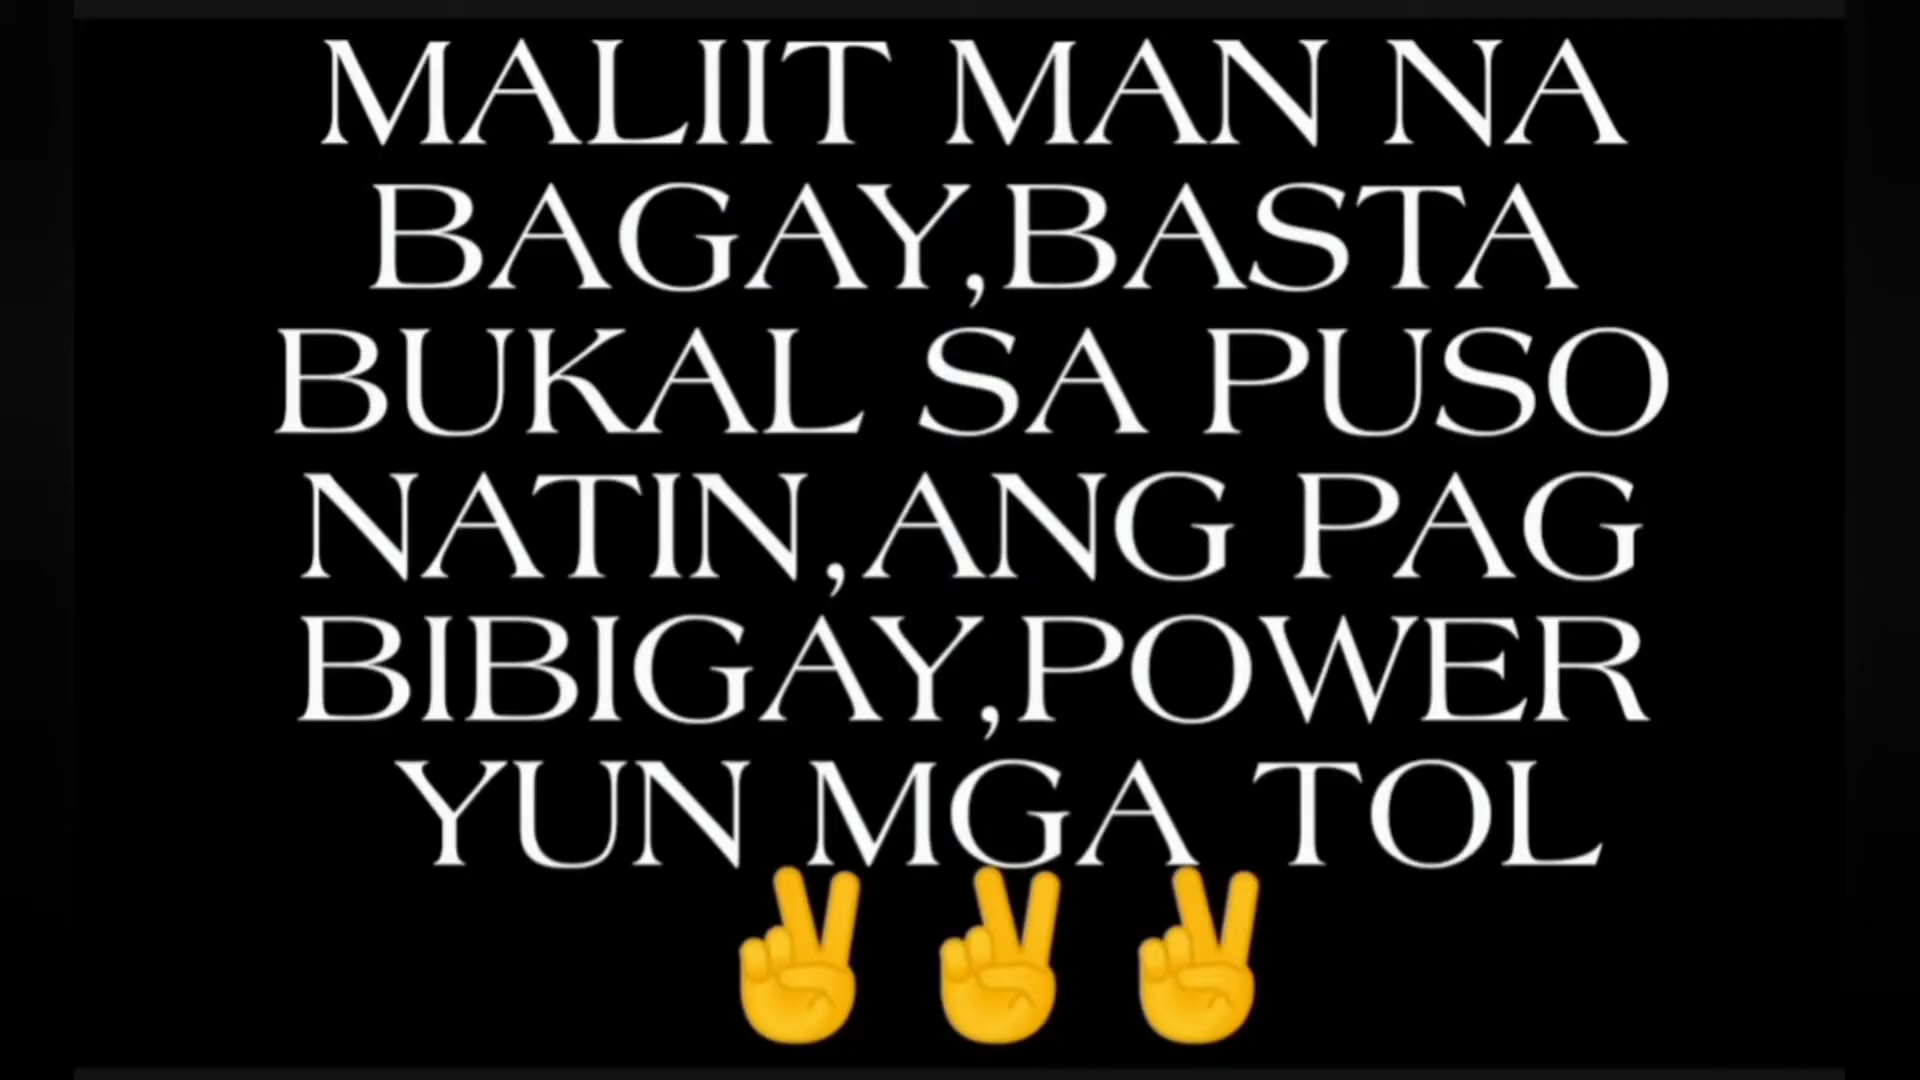 MALIIT MAN NA
BAGAY,BASTA
BUKAL SA PUSO
NATIN,ANG PAG
BIBIGAY,POWER
YUN MGA TOL
✌✌✌